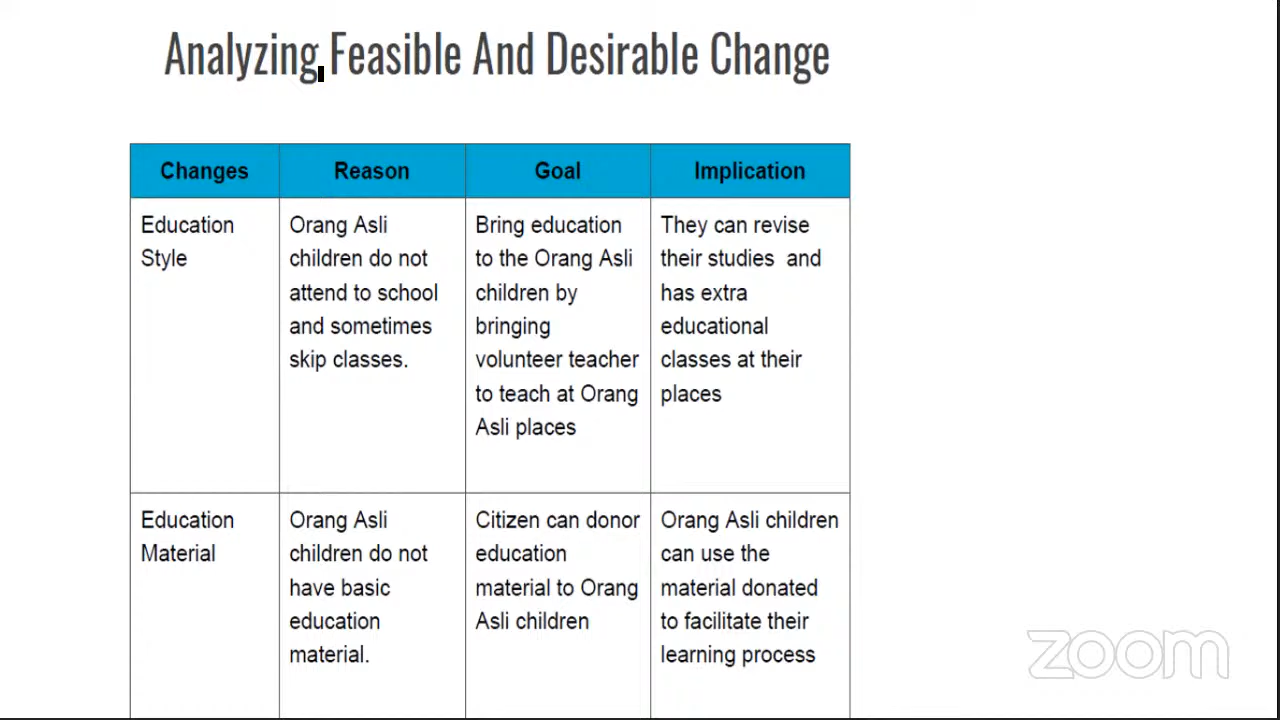 Analyzing Feasible And Desirable Change
Changes
Reason
Goal
Implication
Education
Style
Orang Asli
children do not
attend to school
and sometimes
skip classes.
Bring education
to the Orang Asli
children by
bringing
volunteer teacher
to teach at Orang
Asli places
They can revise
their studies and
has extra
educational
classes at their
places
Education
Material
Orang Asli
children do not
have basic
education
material.
Citizen can donor
education
material to Orang
Asli children
Orang Asli children
can use the
material donated
to facilitate their
learning process
zoom